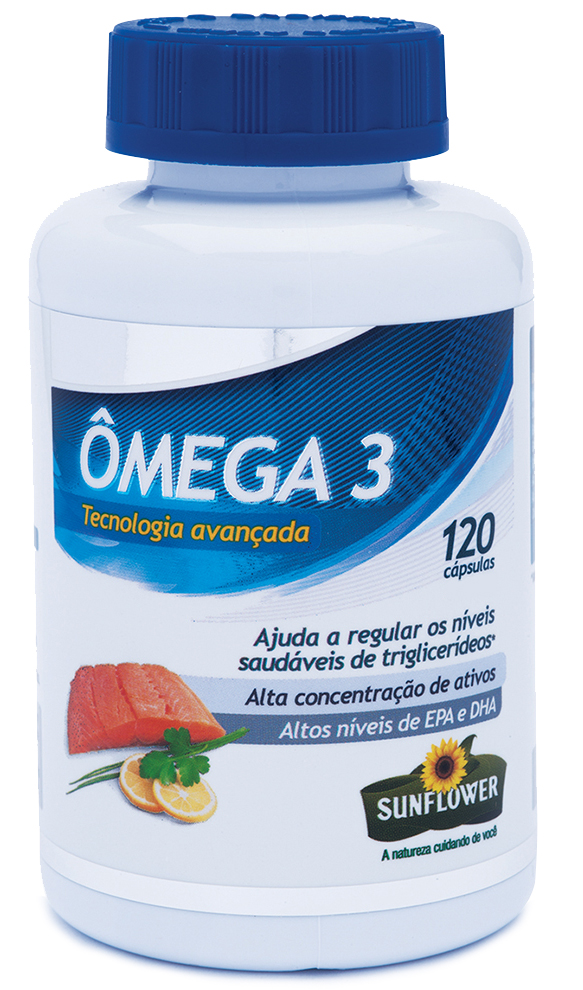 ÔMEGA 3
Tecnologia avançada
120
cápsulas
Ajuda a regular os níveis
saudáveis de triglicerídeos*
Alta concentração de ativos
Altos níveis de EPA e DHA
SUNFLOWER
A natureza cuidando de você